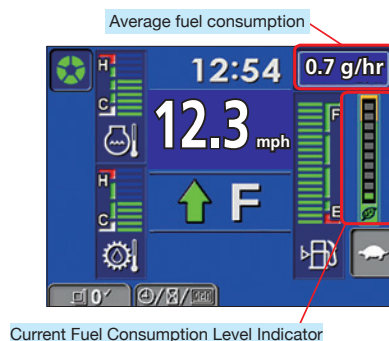 Average fuel consumption
H
12:54
0.7 g/hr
C
12.3 mph
F
H
F
C
E
0
Current Fuel Consumption Level Indicator